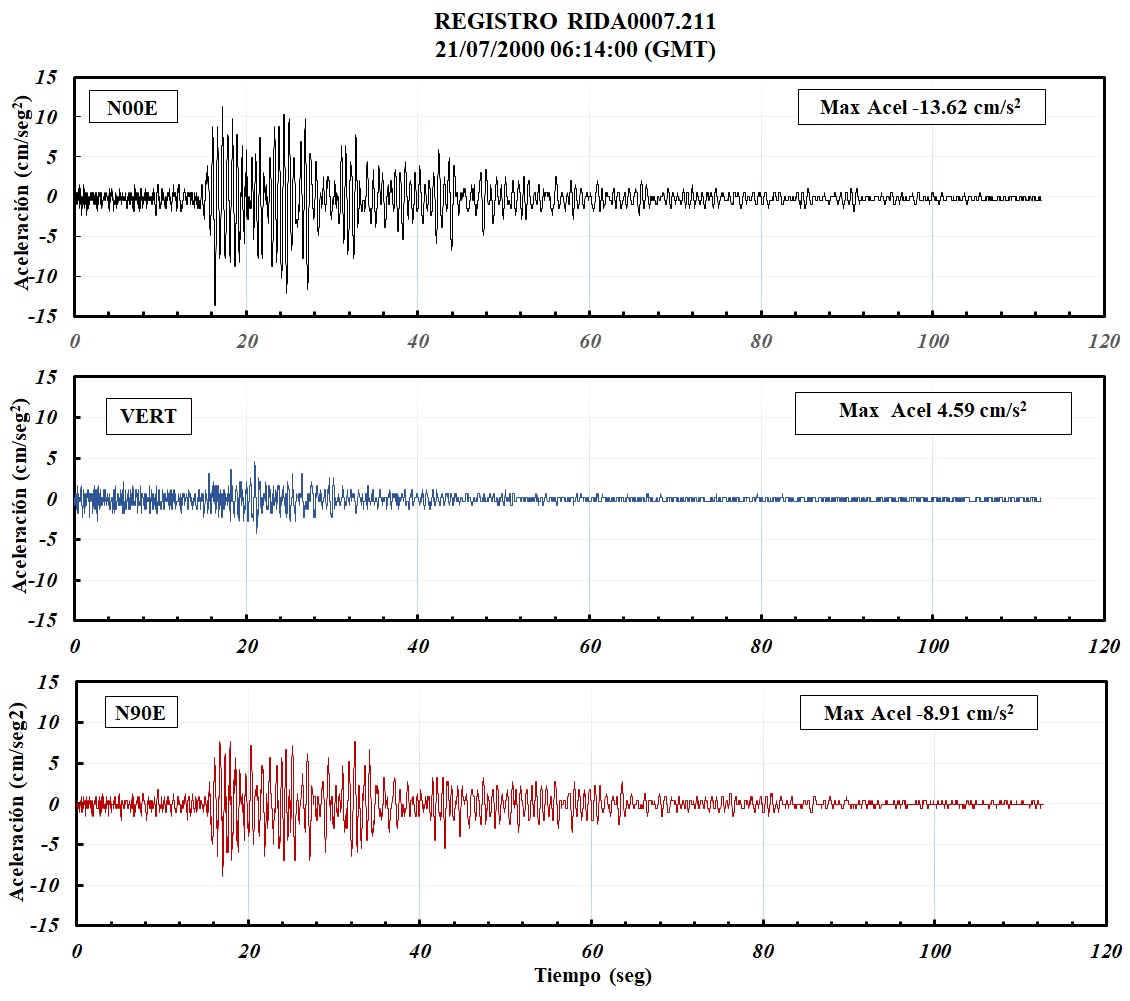 REGISTRO RIDA0007.211
21/07/2000 06:14:00 (GMT)
Aceleración (cm/seg²)
15
10
5
0
-5
-10
-15
N00E
Max Acel -13.62 cm/s²
0 20 40 60 80 100 120
Aceleración (cm/seg²)
15
10
5
0
-5
-10
-15
VERT
Max Acel 4.59 cm/s²
0 20 40 60 80 100 120
Aceleración (cm/seg2)
15
10
5
0
-5
-10
-15
N90E
Max Acel -8.91 cm/s²
0 20 40 60 80 100 120
Tiempo (seg)